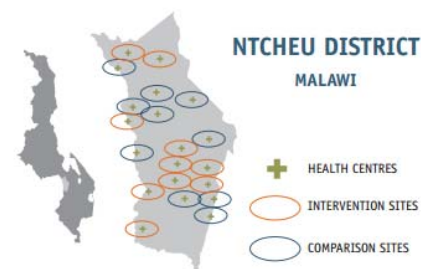 NTCHEU DISTRICT
MALAWI
HEALTH CENTRES
INTERVENTION SITES
COMPARISON SITES